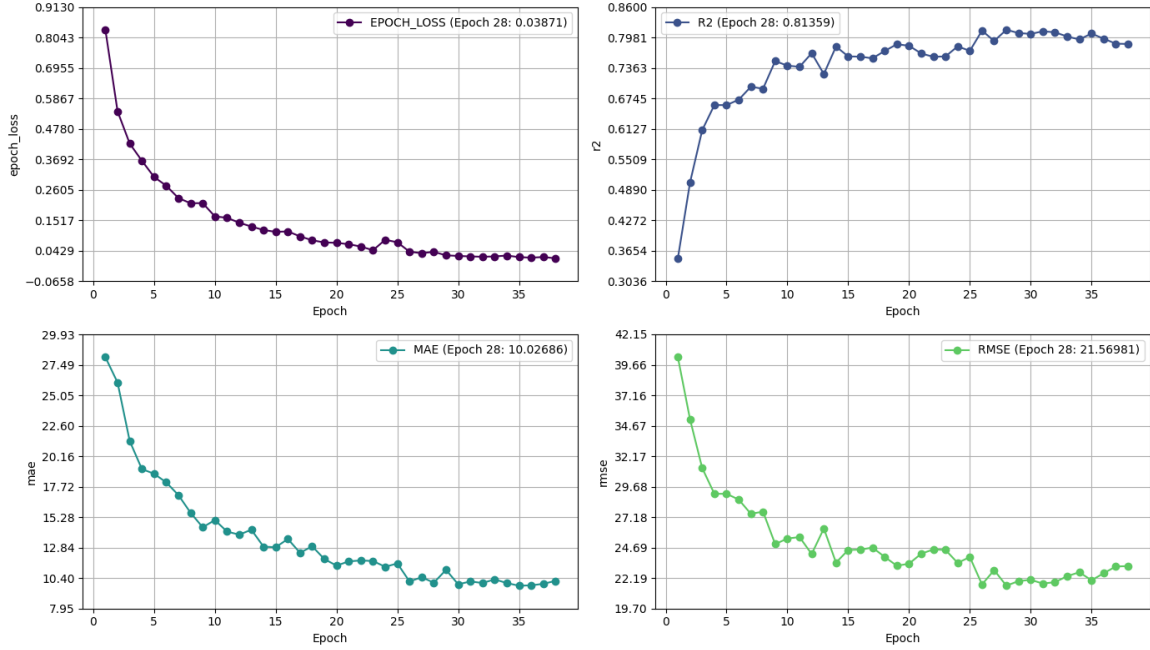 EPOCH_LOSS (Epoch 28: 0.03871)
epoch_loss
0.9130
0.8043
0.6955
0.5867
0.4780
0.3692
0.2605
0.1517
0.0429
−0.0658
0 5 10 15 20 25 30 35
Epoch
R2 (Epoch 28: 0.81359)
r2
0.8600
0.7981
0.7363
0.6745
0.6127
0.5509
0.4890
0.4272
0.3654
0.3036
0 5 10 15 20 25 30 35
Epoch
MAE (Epoch 28: 10.02686)
mae
29.93
27.49
25.05
22.60
20.16
17.72
15.28
12.84
10.40
7.95
0 5 10 15 20 25 30 35
Epoch
RMSE (Epoch 28: 21.56981)
rmse
42.15
39.66
37.16
34.67
32.17
29.68
27.18
24.69
22.19
19.70
0 5 10 15 20 25 30 35
Epoch